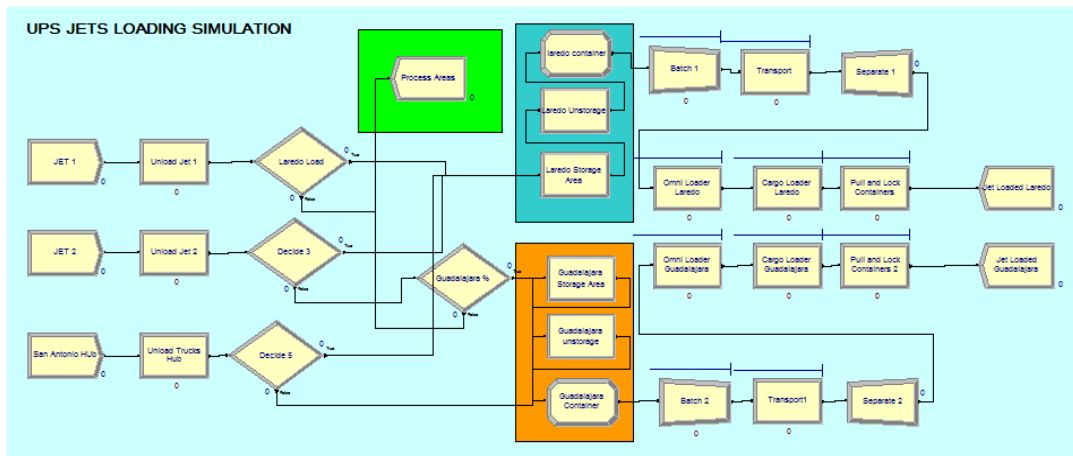 UPS JETS LOADING SIMULATION
Process Areas
0
laredo container
Laredo Unstorage
Laredo Storage
Area
Batch 1
0
Transport
0
Separate 1
0
JET 1
0
Unload Jet 1
0
Laredo Load
0
True
0
False
Omni Loader
Laredo
0
Cargo Loader
Laredo
0
Pull and Lock
Containers
0
Jet Loaded Laredo
0
JET 2
0
Unload Jet 2
0
Decide 3
0
True
0
False
Guadalajara %
0
True
0
False
Guadalajara
Storage Area
Guadalajara
unstorage
Guadalajara
Container
Omni Loader
Guadalajara
0
Cargo Loader
Guadalajara
0
Pull and Lock
Containers 2
0
Jet Loaded
Guadalajara
0
San Antonio HUb
0
Unload Trucks
Hub
0
Decide 5
0
True
0
False
Batch 2
0
Transport1
0
Separate 2
0